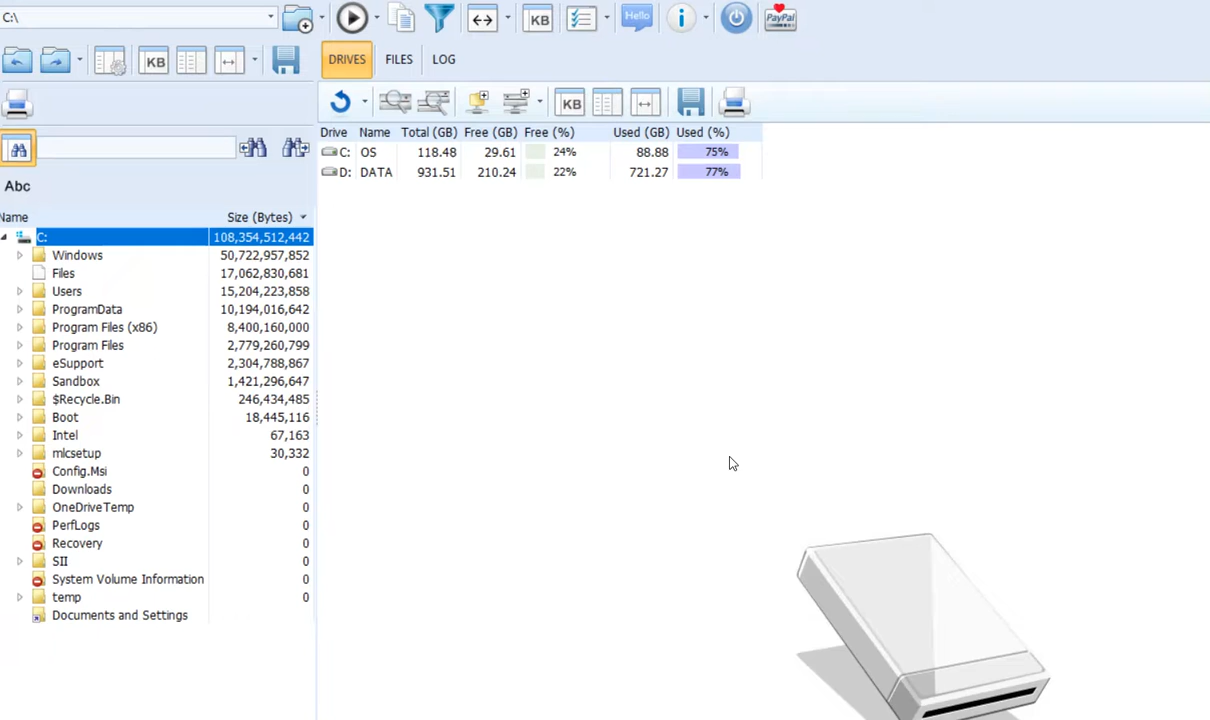 C:\
KB
Hello
PayPal
KB
DRIVES FILES LOG
KB
Drive Name Total (GB) Free (GB) Free (%) Used (GB) Used (%)
C: OS 118.48 29.61 24% 88.88 75%
D: DATA 931.51 210.24 22% 721.27 77%
Abc
Name Size (Bytes)
C: 108,354,512,442
Windows 50,722,957,852
Files 17,062,830,681
Users 15,204,223,858
ProgramData 10,194,016,642
Program Files (x86) 8,400,160,000
Program Files 2,779,260,799
eSupport 2,304,788,867
Sandbox 1,421,296,647
$Recycle.Bin 246,434,485
Boot 18,445,116
Intel 67,163
mlcsetup 30,332
Config.Msi 0
Downloads 0
OneDriveTemp 0
PerfLogs 0
Recovery 0
SII 0
System Volume Information 0
temp 0
Documents and Settings